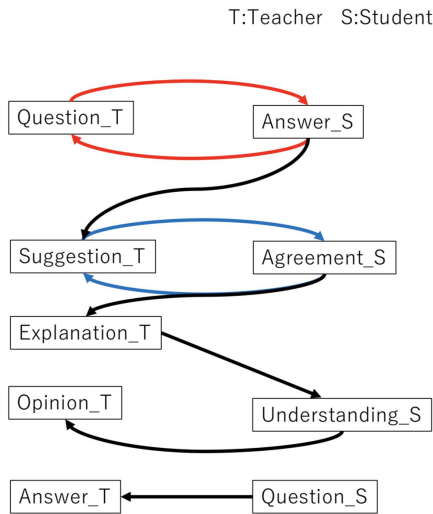 T:Teacher S:Student
Question_T
Answer_S
Suggestion_T
Agreement_S
Explanation_T
Opinion_T
Understanding_S
Answer_T
Question_S